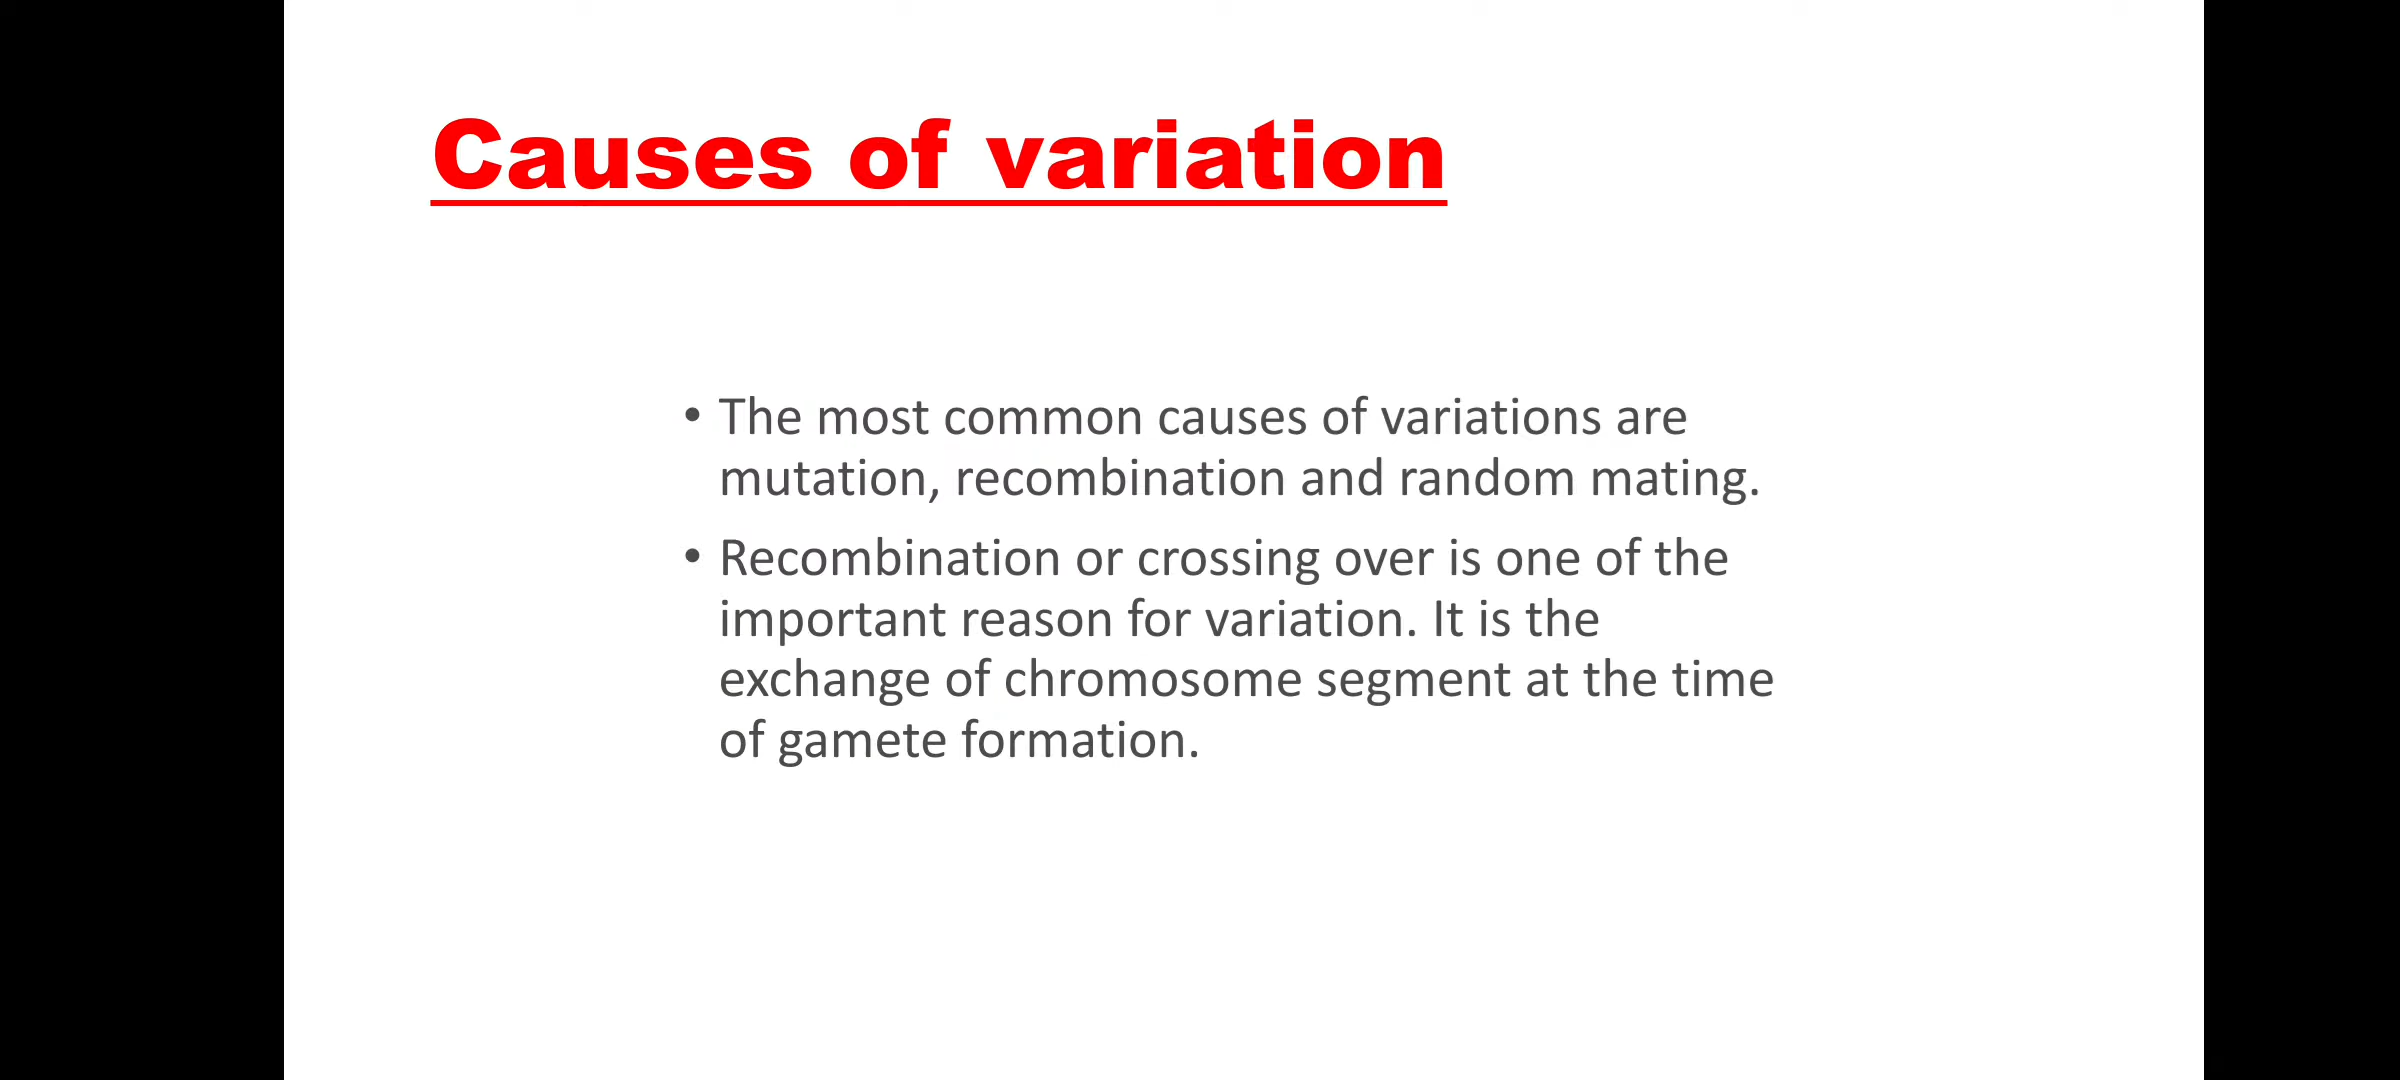 Causes of variation
• The most common causes of variations are
mutation, recombination and random mating.
• Recombination or crossing over is one of the
important reason for variation. It is the
exchange of chromosome segment at the time
of gamete formation.